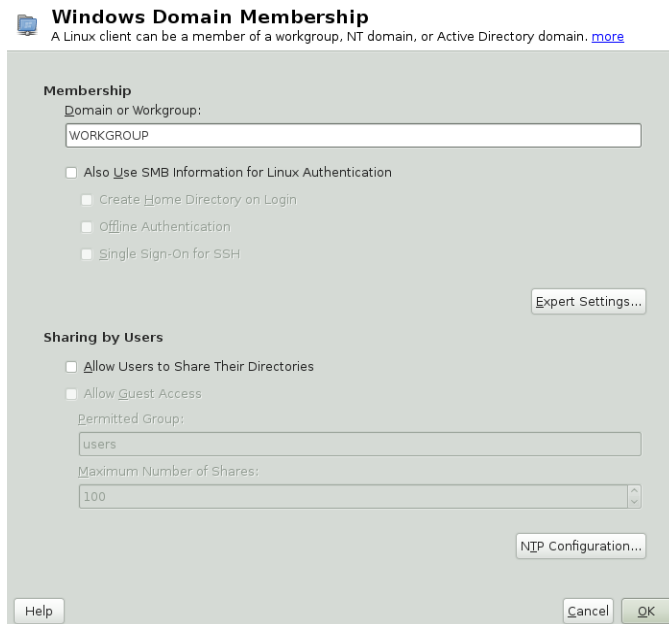 Windows Domain Membership
A Linux client can be a member of a workgroup, NT domain, or Active Directory domain. more
Membership
Domain or Workgroup:
WORKGROUP
Also Use SMB Information for Linux Authentication
Create Home Directory on Login
Offline Authentication
Single Sign-On for SSH
Expert Settings...
Sharing by Users
Allow Users to Share Their Directories
Allow Guest Access
Permitted Group:
users
Maximum Number of Shares:
100
NTP Configuration...
Help
Cancel
OK